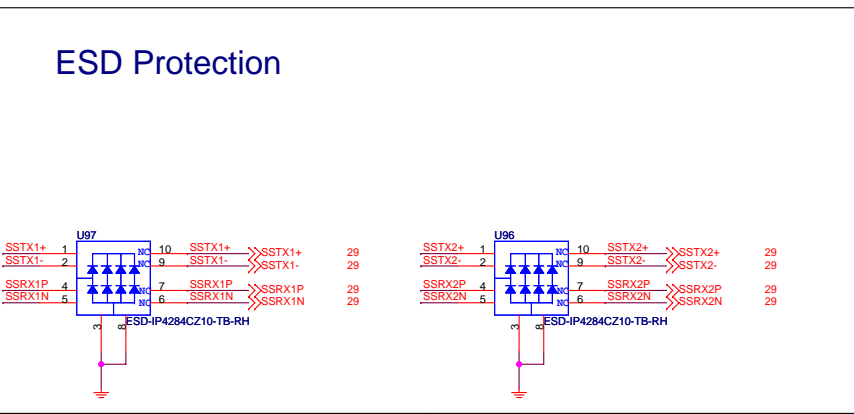 ESD Protection
U97 U96
SSTX1+ 1 NC 10 SSTX1+ SSTX1+ 29 SSTX2+ 1 NC 10 SSTX2+ SSTX2+ 29
SSTX1- 2 NC 9 SSTX1- SSTX1- 29 SSTX2- 2 NC 9 SSTX2- SSTX2- 29
SSRX1P 4 NC 7 SSRX1P SSRX1P 29 SSRX2P 4 NC 7 SSRX2P SSRX2P 29
SSRX1N 5 NC 6 SSRX1N SSRX1N 29 SSRX2N 5 NC 6 SSRX2N SSRX2N 29
3 8 ESD-IP4284CZ10-TB-RH 3 8 ESD-IP4284CZ10-TB-RH